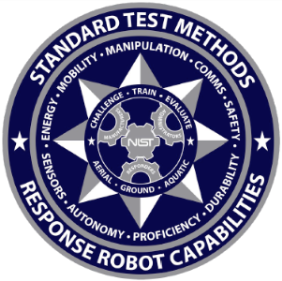 STANDARD TEST METHODS
ENERGY • MOBILITY • MANIPULATION • COMMS • SAFETY •
CHALLENGE • TRAIN • EVALUATE
NIST
AERIAL • GROUND • AQUATIC
SENSORS • AUTONOMY • PROFICIENCY • DURABILITY •
RESPONSE ROBOT CAPABILITIES